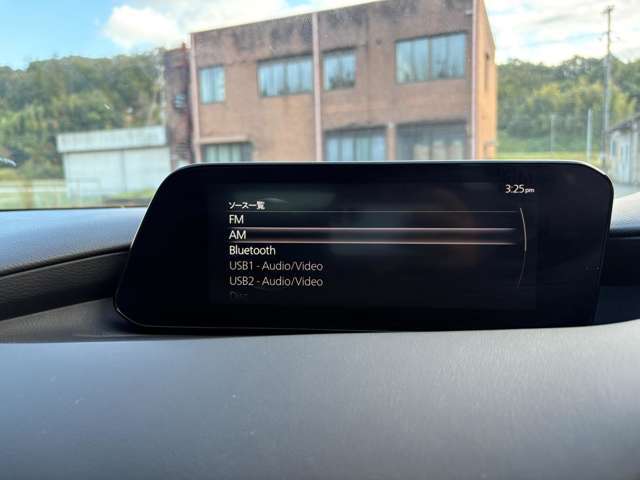 3:25pm
ソース一覧
FM
AM
Bluetooth
USB1 - Audio/Video
USB2 - Audio/Video